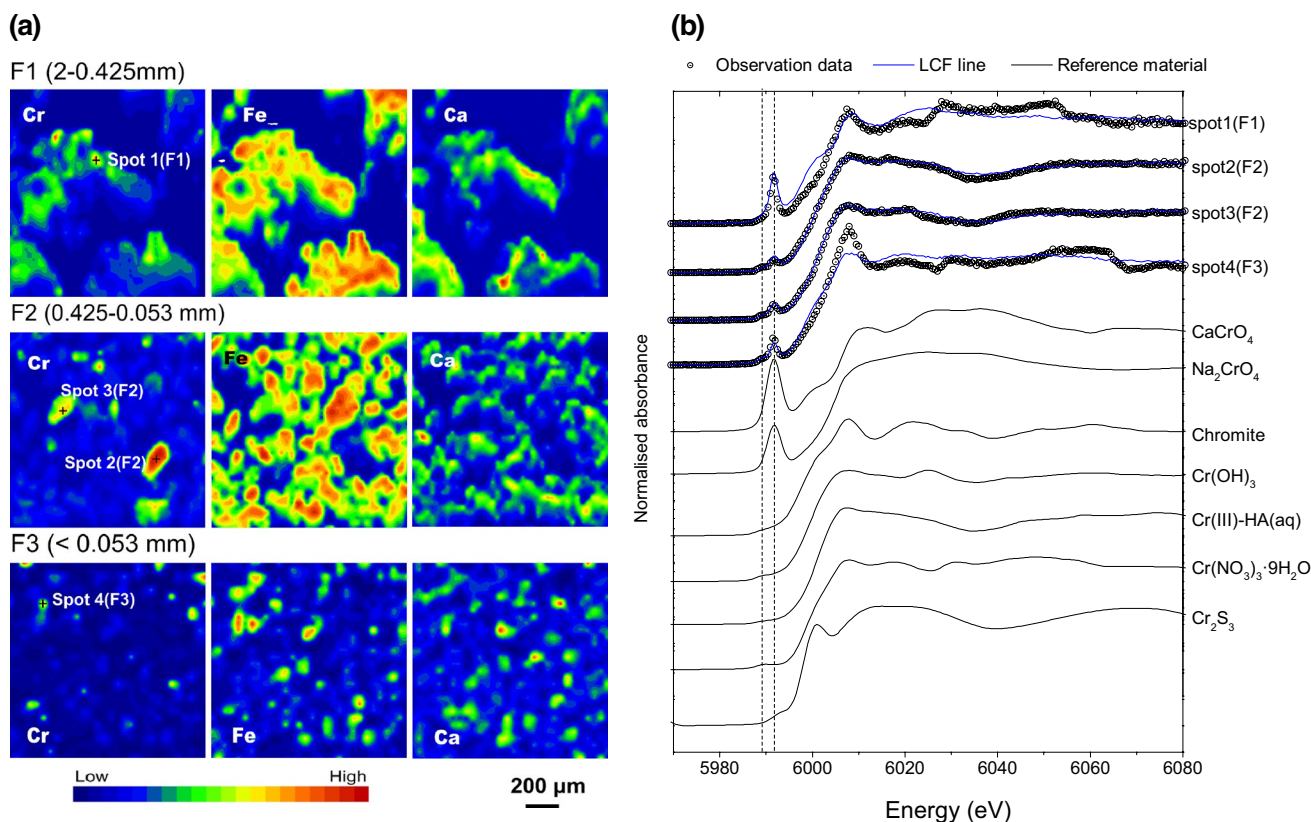 (a)
F1 (2-0.425mm)
Cr
Spot 1(F1)
Fe_
Ca
F2 (0.425-0.053 mm)
Cr
Spot 3(F2)
Spot 2(F2)
Fe
Ca
F3 (< 0.053 mm)
Spot 4(F3)
Cr
Fe
Ca
Low
High
200 µm
(b)
Observation data
LCF line
Reference material
spot1(F1)
spot2(F2)
spot3(F2)
spot4(F3)
CaCrO₄
Na₂CrO₄
Chromite
Cr(OH)₃
Cr(III)-HA(aq)
Cr(NO₃)₃·9H₂O
Cr₂S₃
Normalised absorbance
5980 6000 6020 6040 6060 6080
Energy (eV)